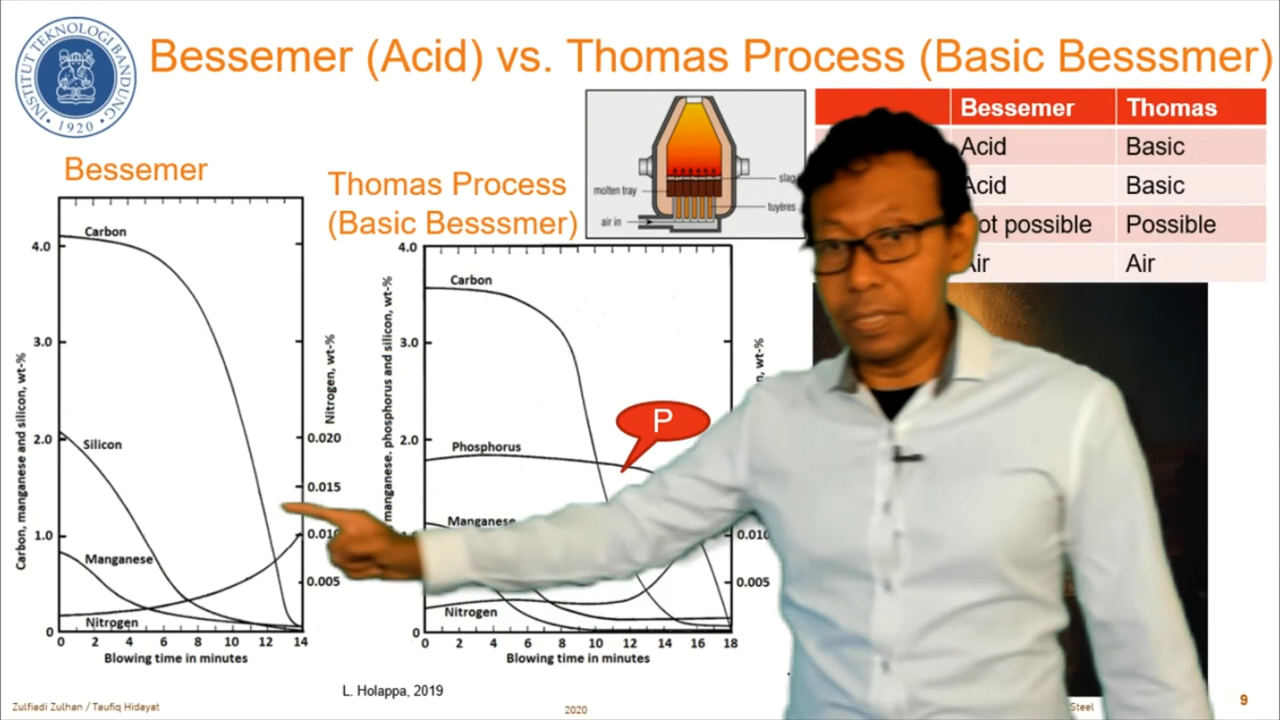 INSTITUT TEKNOLOGI BANDUNG
1920
Bessemer (Acid) vs. Thomas Process (Basic Besssmer)
Bessemer
Thomas Process
(Basic Besssmer)
molten tray
air in
slag
tuyères
Bessemer Thomas
Acid Basic
Acid Basic
ot possible Possible
Air Air
Carbon, manganese and silicon, wt-%
4.0
3.0
2.0
1.0
0
Carbon
Silicon
Manganese
Nitrogen
Nitrogen, wt-%
0.020
0.015
0.010
0.005
0 2 4 6 8 10 12 14
Blowing time in minutes
manganese. phosphorus and silicon, wt-%
4.0
3.0
2.0
0
Carbon
P
Phosphorus
Manganese
Nitrogen
n, wt-%
0.010
0.005
0 2 4 6 8 10 12 14 16 18
Blowing time in minutes
L. Holappa, 2019
Zulfiadi Zulhan / Taufiq Hidayat
2020
Steel
9